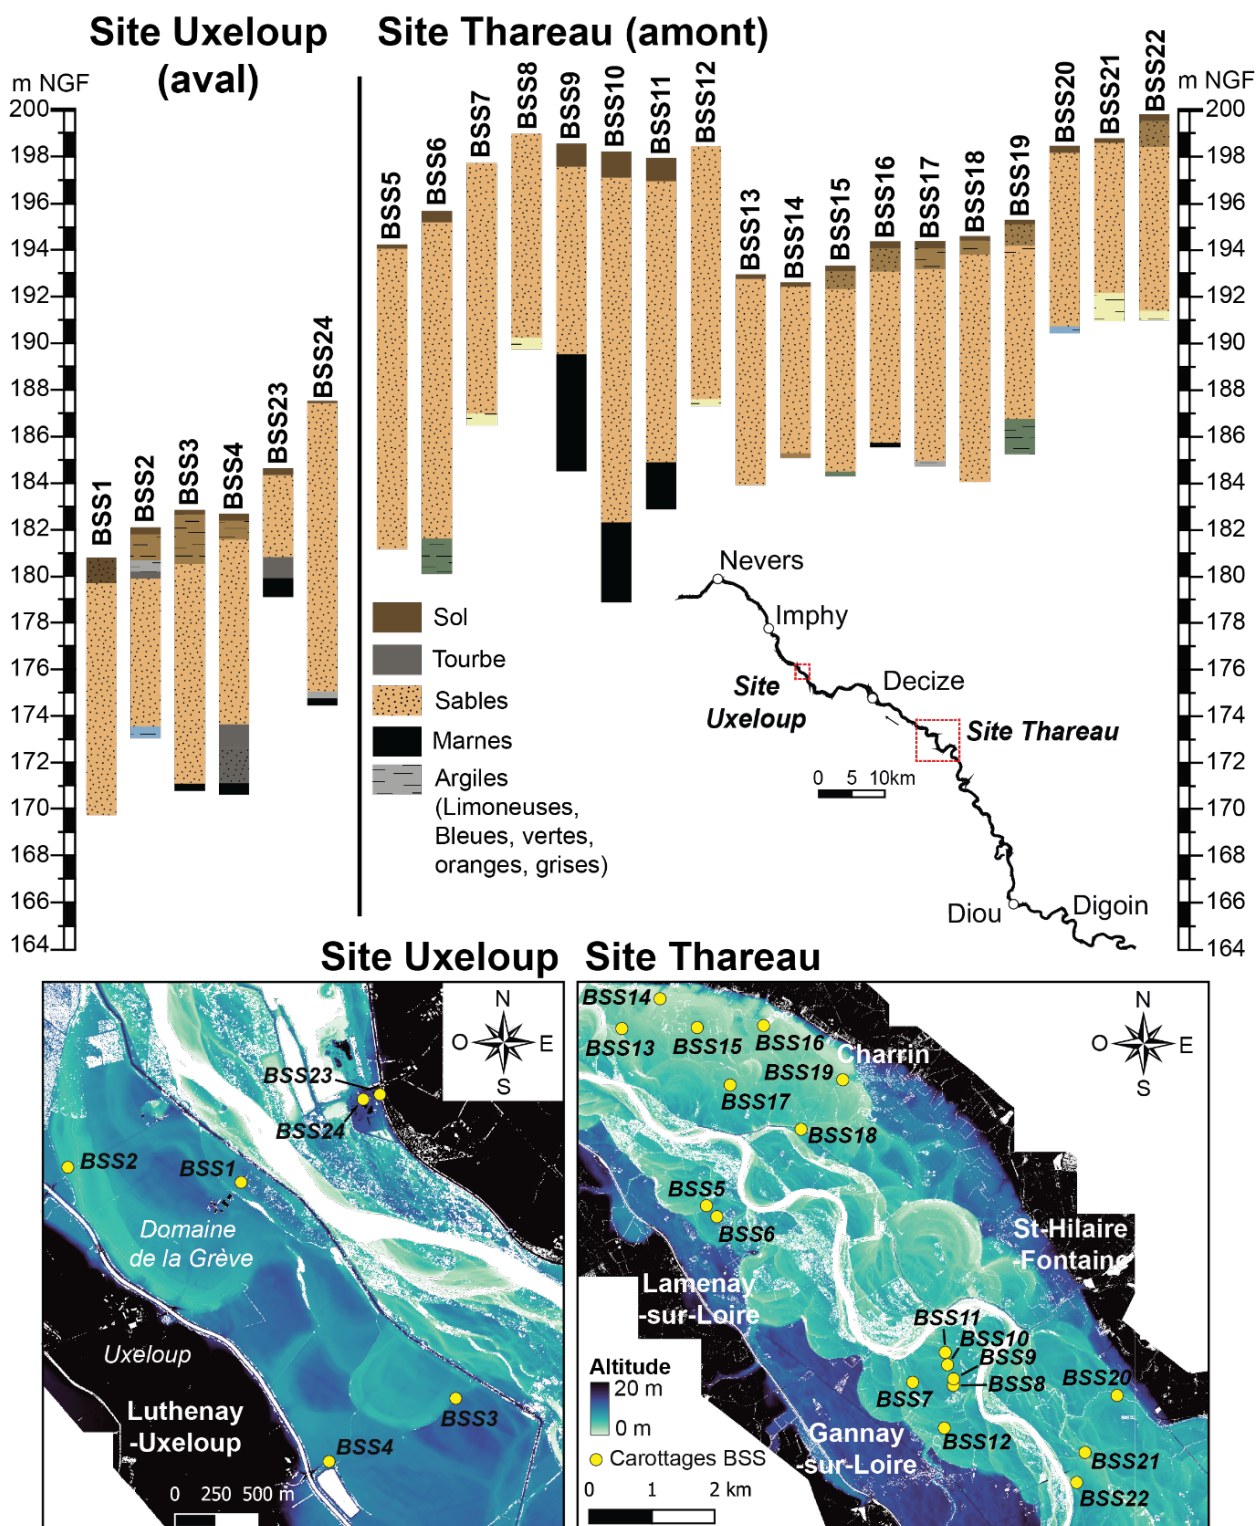 Site Uxeloup
(aval)
Site Thareau (amont)
m NGF
m NGF
200
198
196
194
192
190
188
186
184
182
180
178
176
174
172
170
168
166
164
BSS1
BSS2
BSS3
BSS4
BSS23
BSS24
BSS5
BSS6
BSS7
BSS8
BSS9
BSS10
BSS11
BSS12
BSS13
BSS14
BSS15
BSS16
BSS17
BSS18
BSS19
BSS20
BSS21
BSS22
200
198
196
194
192
190
188
186
184
182
180
178
176
174
172
170
168
166
164
Sol
Tourbe
Sables
Marnes
Argiles
(Limoneuses,
Bleues, vertes,
oranges, grises)
Nevers
Imphy
Site
Uxeloup
Decize
Site Thareau
0 5 10km
Diou
Digoin
Site Uxeloup
N
O E
S
BSS23
BSS24
BSS2
BSS1
Domaine
de la Grève
Uxeloup
Luthenay
-Uxeloup
BSS3
BSS4
0 250 500 m
Site Thareau
N
O E
S
BSS14
BSS13
BSS15
BSS16
Charrin
BSS19
BSS17
BSS18
BSS5
BSS6
St-Hilaire
-Fontaine
Lamenay
-sur-Loire
BSS11
BSS10
BSS9
BSS8
BSS7
BSS20
BSS12
BSS21
BSS22
Gannay
-sur-Loire
Altitude
20 m
0 m
Carottages BSS
0 1 2 km